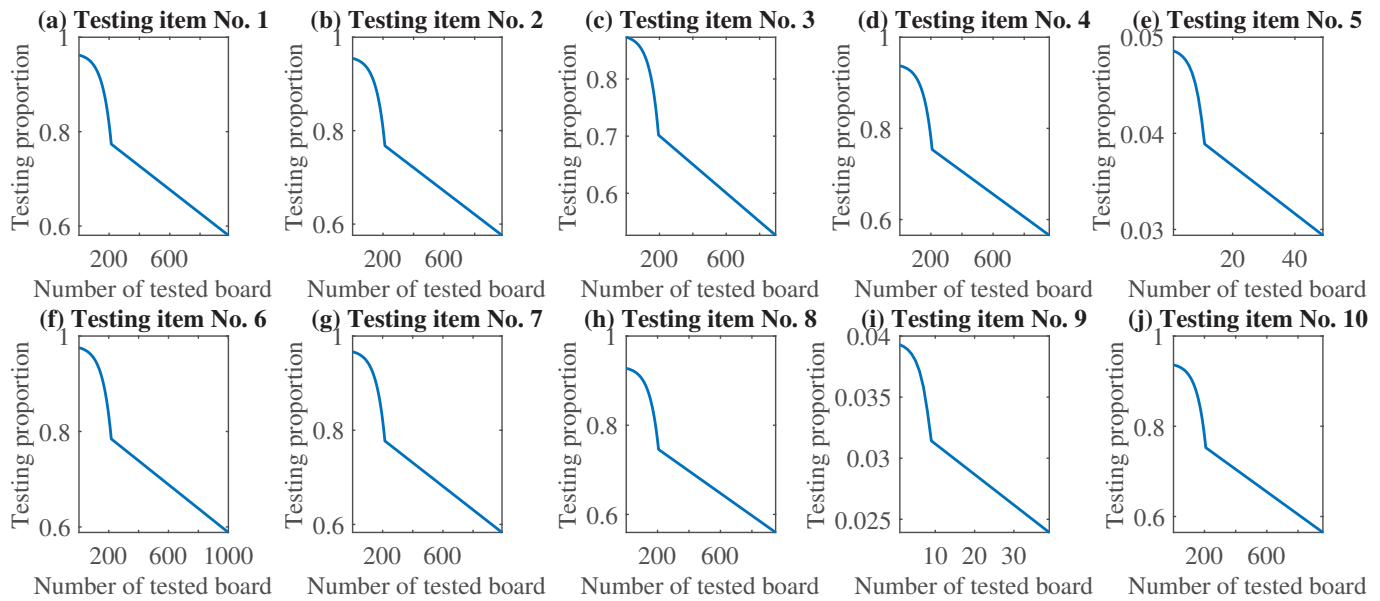 (a) Testing item No. 1
1
0.8
0.6
Testing proportion
200 600
Number of tested board
(b) Testing item No. 2
1
0.8
0.6
Testing proportion
200 600
Number of tested board
(c) Testing item No. 3
0.8
0.7
0.6
Testing proportion
200 600
Number of tested board
(d) Testing item No. 4
1
0.8
0.6
Testing proportion
200 600
Number of tested board
(e) Testing item No. 5
0.05
0.04
0.03
Testing proportion
20 40
Number of tested board
(f) Testing item No. 6
1
0.8
0.6
Testing proportion
200 600 1000
Number of tested board
(g) Testing item No. 7
1
0.8
0.6
Testing proportion
200 600
Number of tested board
(h) Testing item No. 8
1
0.8
0.6
Testing proportion
200 600
Number of tested board
(i) Testing item No. 9
0.04
0.035
0.03
0.025
Testing proportion
10 20 30
Number of tested board
(j) Testing item No. 10
1
0.8
0.6
Testing proportion
200 600
Number of tested board